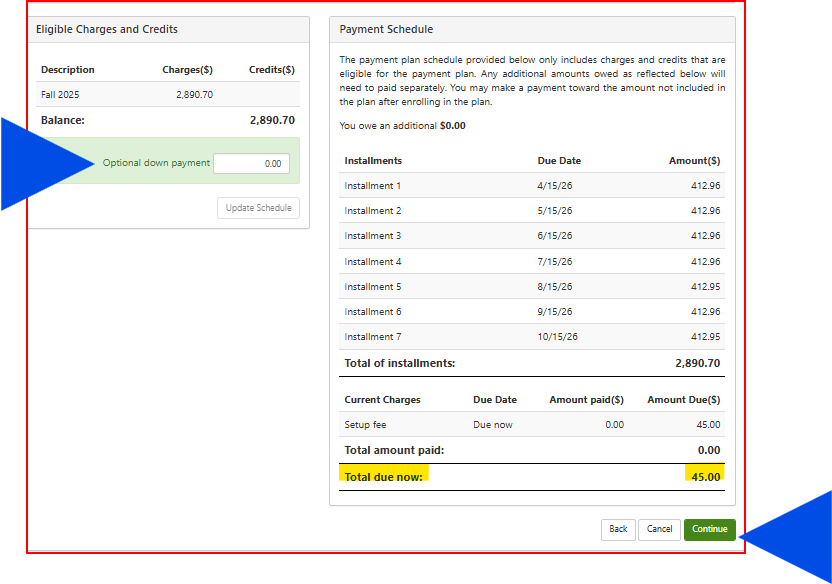 Eligible Charges and Credits
Description Charges($) Credits($)
Fall 2025 2,890.70
Balance: 2,890.70
Optional down payment 0.00
Update Schedule
Payment Schedule
The payment plan schedule provided below only includes charges and credits that are
eligible for the payment plan. Any additional amounts owed as reflected below will
need to paid separately. You may make a payment toward the amount not included in
the plan after enrolling in the plan.
You owe an additional $0.00
Installments Due Date Amount($)
Installment 1 4/15/26 412.96
Installment 2 5/15/26 412.96
Installment 3 6/15/26 412.96
Installment 4 7/15/26 412.96
Installment 5 8/15/26 412.95
Installment 6 9/15/26 412.96
Installment 7 10/15/26 412.95
Total of installments: 2,890.70
Current Charges Due Date Amount paid($) Amount Due($)
Setup fee Due now 0.00 45.00
Total amount paid: 0.00
Total due now: 45.00
Back Cancel Continue